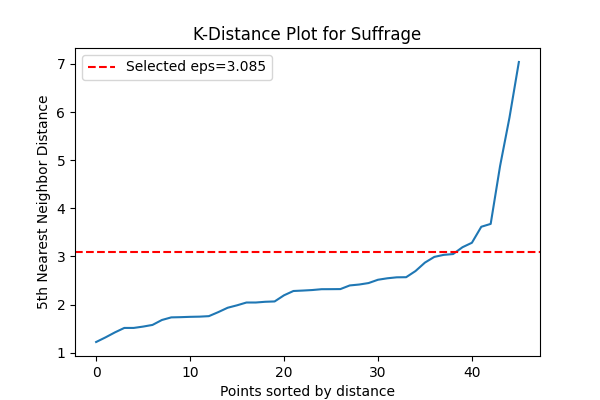 K-Distance Plot for Suffrage
Selected eps=3.085
5th Nearest Neighbor Distance
7
6
5
4
3
2
1
0 10 20 30 40
Points sorted by distance